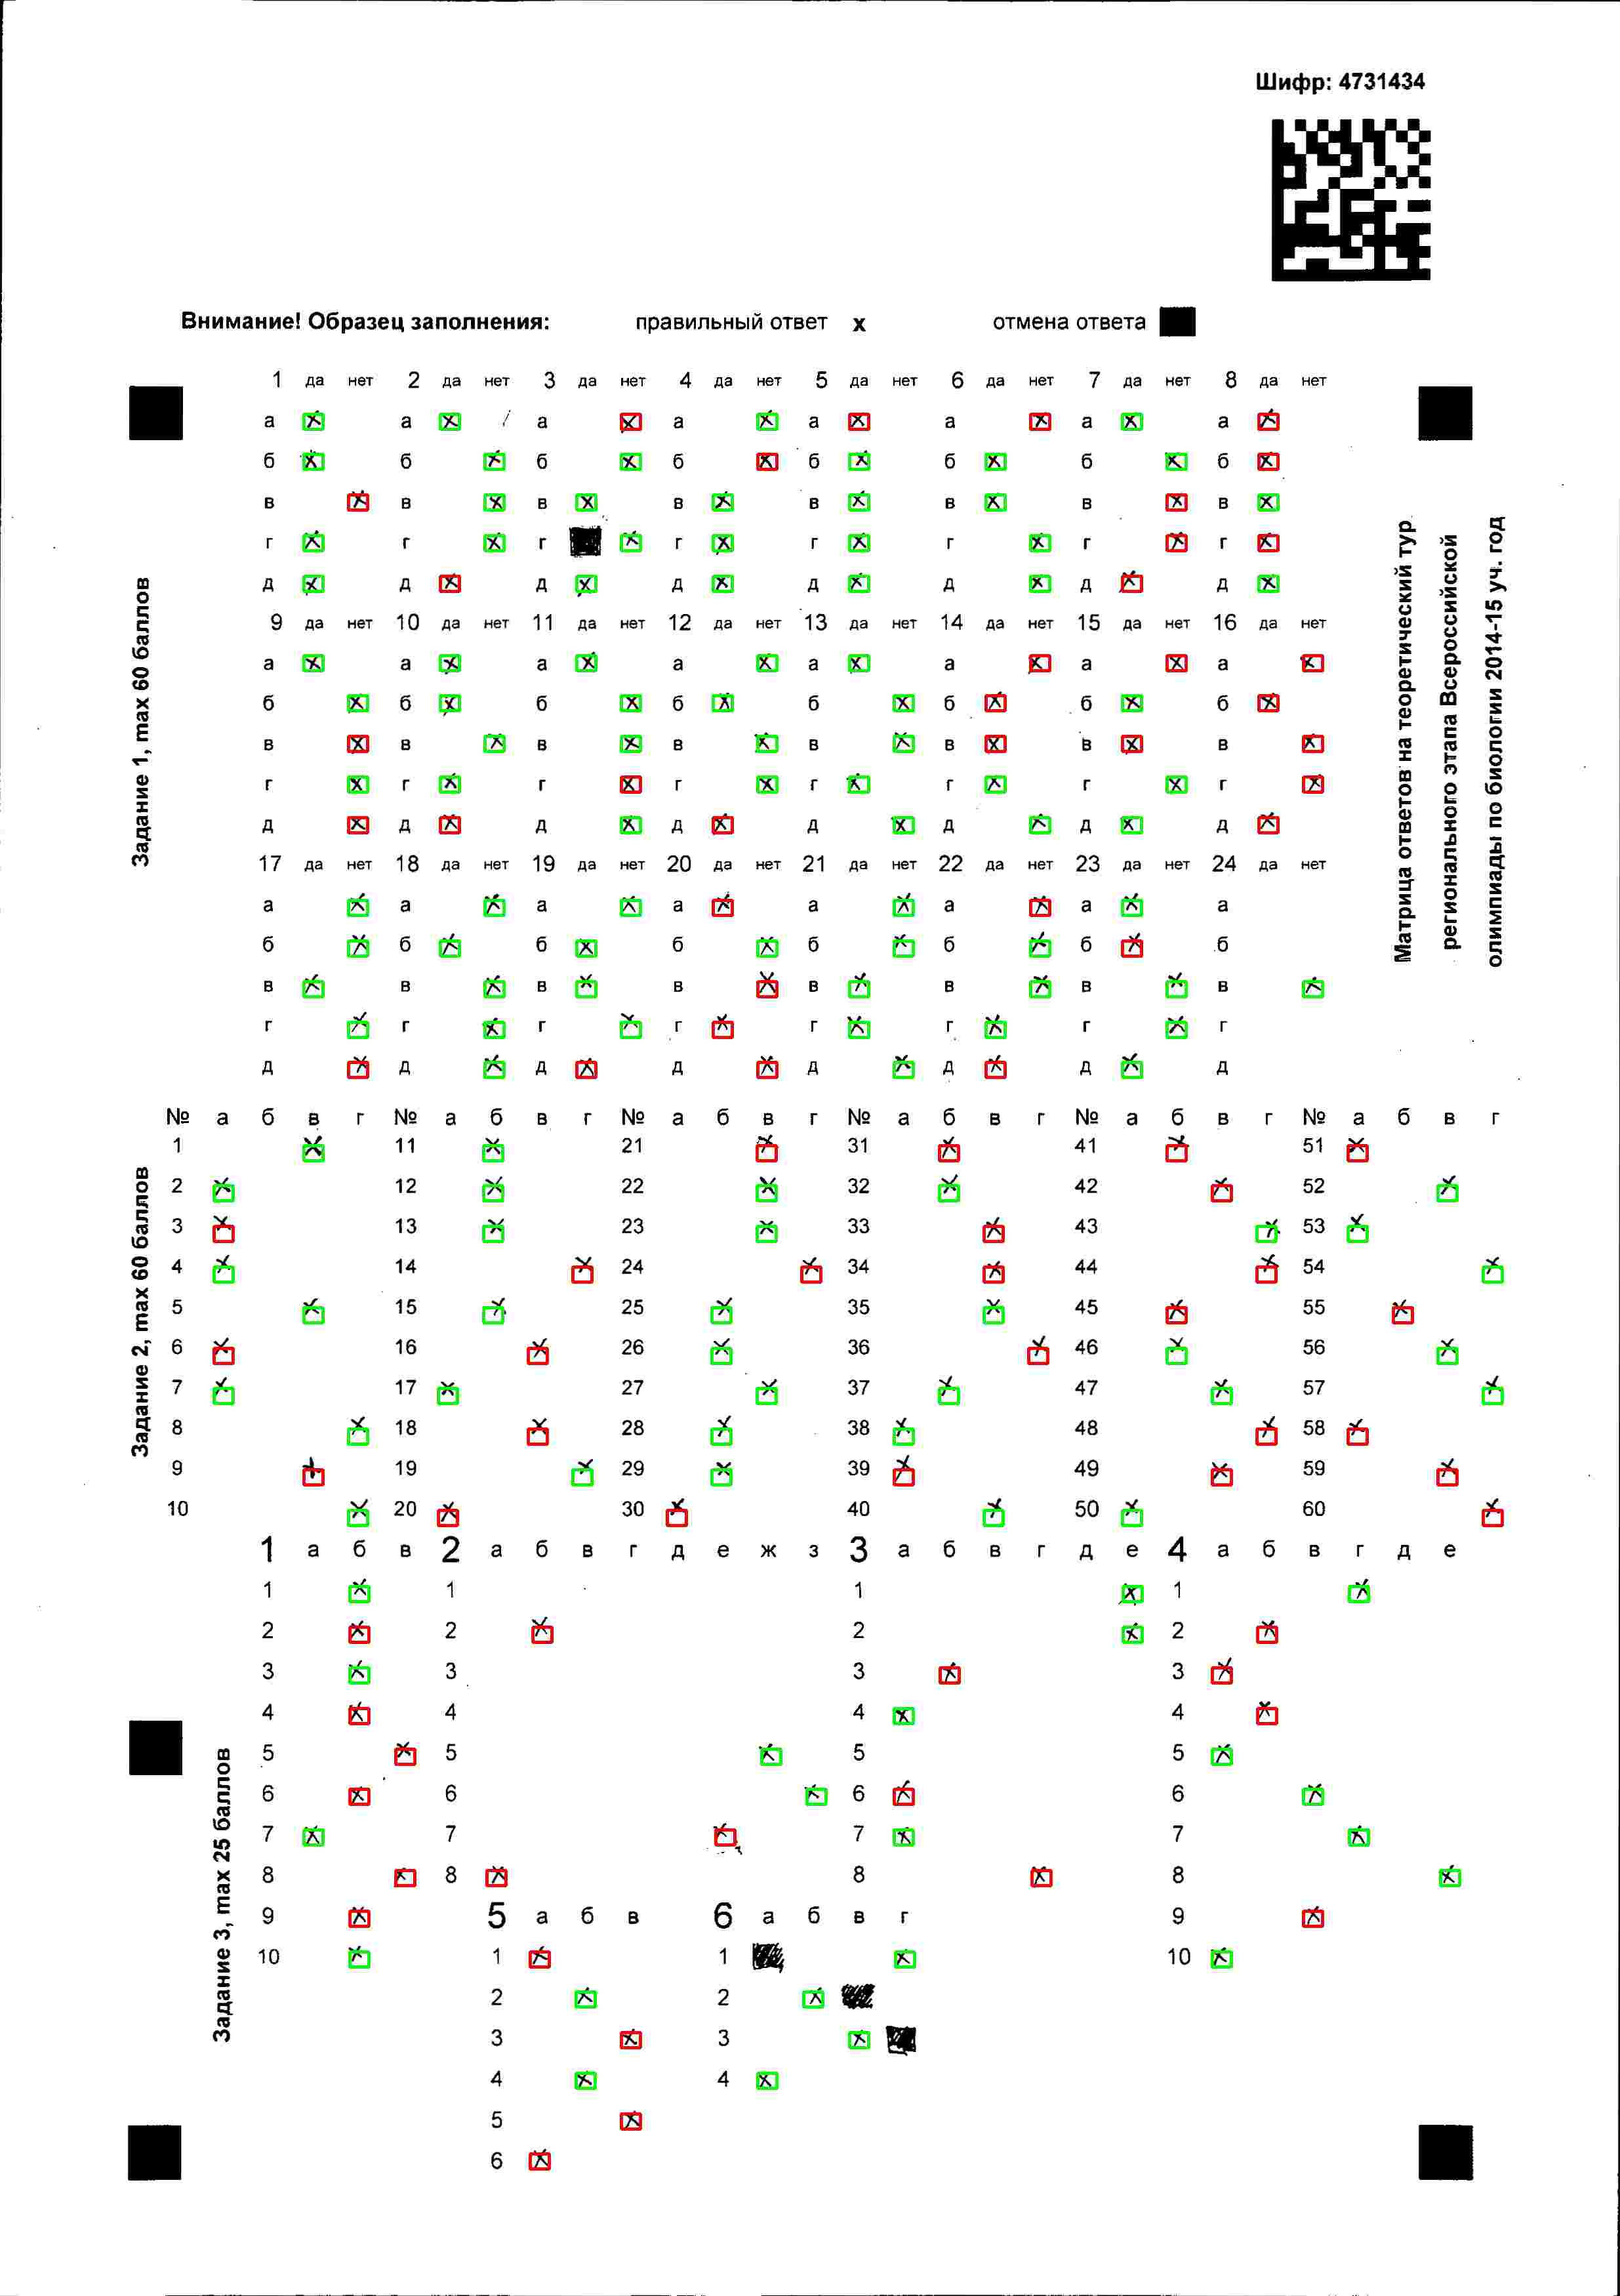 Шифр: 4731434
Внимание! Образец заполнения: правильный ответ х отмена ответа
1 да нет 2 да нет 3 да нет 4 да нет 5 да нет 6 да нет 7 да нет 8 да нет
а а а а а а а а
б б б б б б б б
в в в в в в в в
г г г г г г г г
д д д д д д д д
9 да нет 10 да нет 11 да нет 12 да нет 13 да нет 14 да нет 15 да нет 16 да нет
а а а а а а а а
б б б б б б б б
в в в в в в в в
г г г г г г г г
д д д д д д д д
17 да нет 18 да нет 19 да нет 20 да нет 21 да нет 22 да нет 23 да нет 24 да нет
а а а а а а а а
б б б б б б б б
в в в в в в в в
г г г г г г г г
д д д д д д д д
Задание 1, max 60 баллов
Матрица ответов на теоретический тур
регионального этапа Всероссийской
олимпиады по биологии 2014-15 уч. год
№ а б в г № а б в г № а б в г № а б в г № а б в г № а б в г
1 11 21 31 41 51
2 12 22 32 42 52
3 13 23 33 43 53
4 14 24 34 44 54
5 15 25 35 45 55
6 16 26 36 46 56
7 17 27 37 47 57
8 18 28 38 48 58
9 19 29 39 49 59
10 20 30 40 50 60
Задание 2, max 60 баллов
1 а б в 2 а б в г д е ж з 3 а б в г д е 4 а б в г д е
1 1 1 1
2 2 2 2
3 3 3 3
4 4 4 4
5 5 5 5
6 6 6 6
7 7 7 7
8 8 8 8
9 5 а б в 6 а б в г 9
10 1 1 10
2 2
3 3
4 4
5
6
Задание 3, max 25 баллов